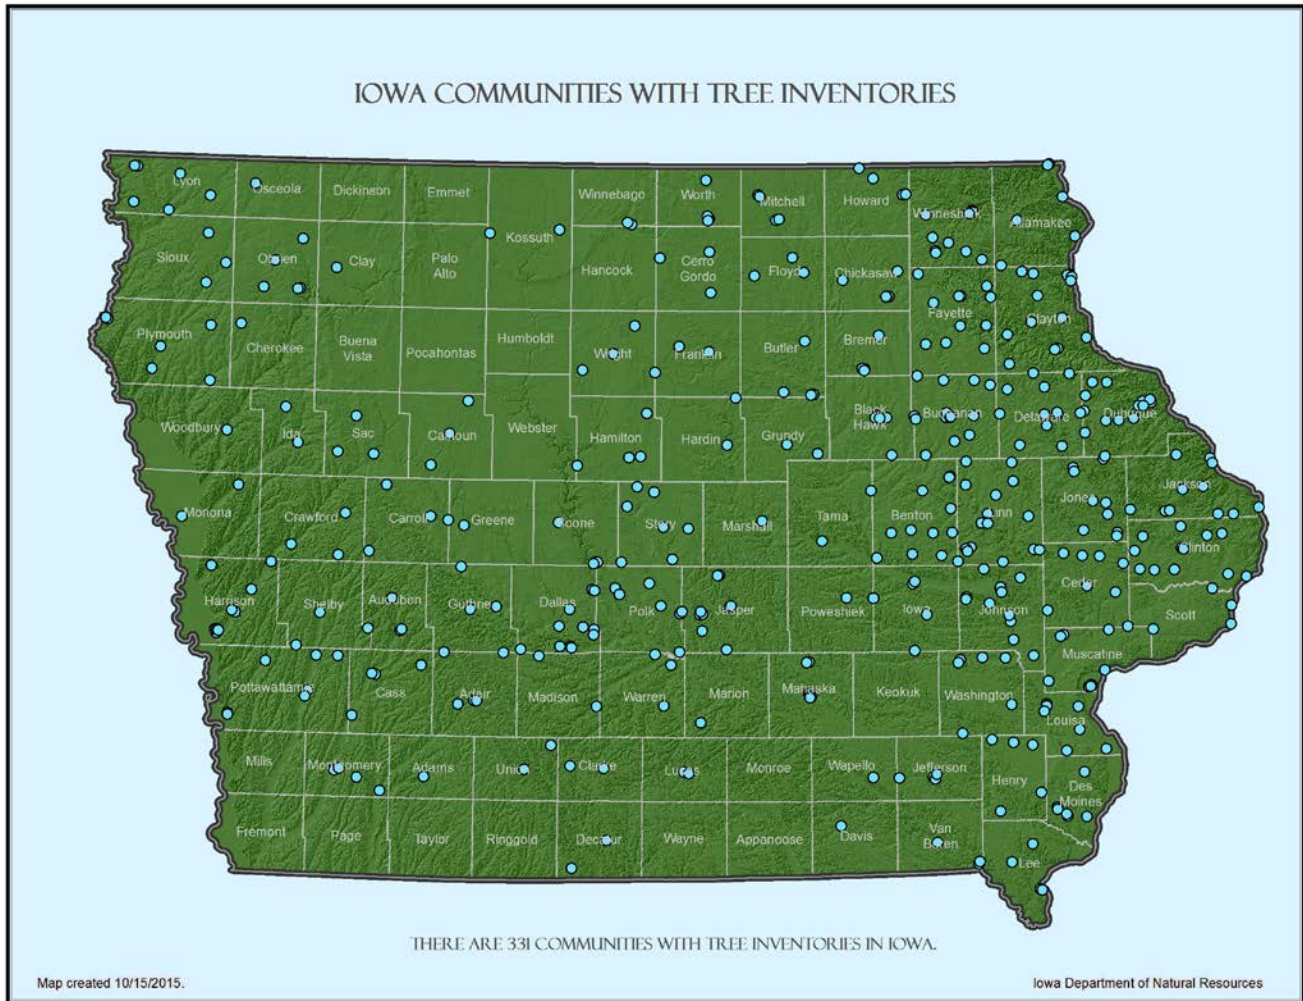 IOWA COMMUNITIES WITH TREE INVENTORIES
Lyon
Osceola
Dickinson
Emmet
Winnebago
Worth
Mitchell
Howard
Winneshiek
Allamakee
Kossuth
Sioux
OBrien
Clay
Palo
Alto
Hancock
Cerro
Gordo
Floyd
Chickasaw
Fayette
Clayton
Plymouth
Cherokee
Buena
Vista
Pocahontas
Humboldt
Wright
Franklin
Butler
Bremer
Woodbury
Ida
Sac
Calhoun
Webster
Hamilton
Hardin
Grundy
Black
Hawk
Buchanan
Delaware
Dubuque
Monona
Crawford
Carroll
Greene
Boone
Story
Marshall
Tama
Benton
Linn
Jones
Jackson
Clinton
Cedar
Harrison
Shelby
Audubon
Guthrie
Dallas
Polk
Jasper
Poweshiek
Iowa
Johnson
Scott
Muscatine
Pottawattamie
Cass
Adair
Madison
Warren
Marion
Mahaska
Keokuk
Washington
Louisa
Mills
Montgomery
Adams
Union
Clarke
Lucas
Monroe
Wapello
Jefferson
Henry
Des
Moines
Fremont
Page
Taylor
Ringgold
Decatur
Wayne
Appanoose
Davis
Van
Buren
Lee
THERE ARE 331 COMMUNITIES WITH TREE INVENTORIES IN IOWA.
Map created 10/15/2015.
Iowa Department of Natural Resources